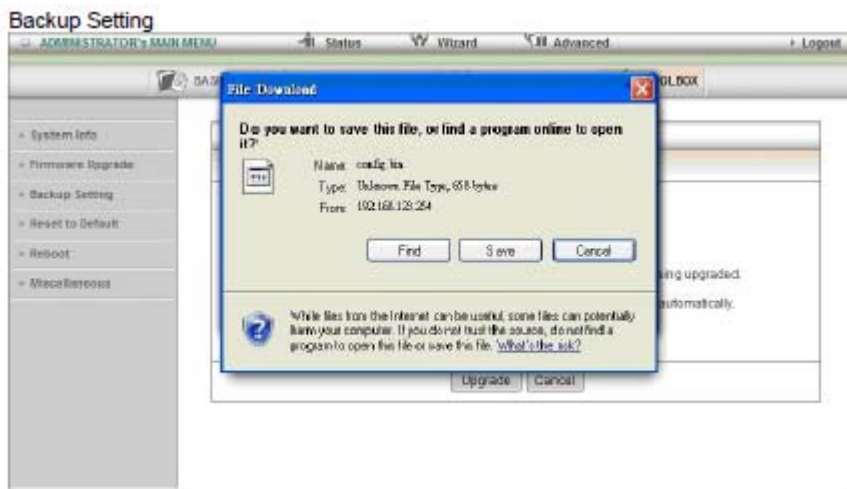 Backup Setting
ADMINISTRATOR's MAIN MENU Status Wizard Advanced Logout
TOOLBOX
File Download
Do you want to save this file, or find a program online to open it?
Name: config.bin
Type: Unknown File Type, 658 bytes
From: 192.168.123.254
Find Save Cancel
While files from the Internet can be useful, some files can potentially
harm your computer. If you do not trust the source, do not find a
program to open this file or save this file. What's the risk?
System Info
Firmware Upgrade
Backup Setting
Reset to Default
Reboot
Miscellaneous
being upgraded.
automatically.
Upgrade Cancel